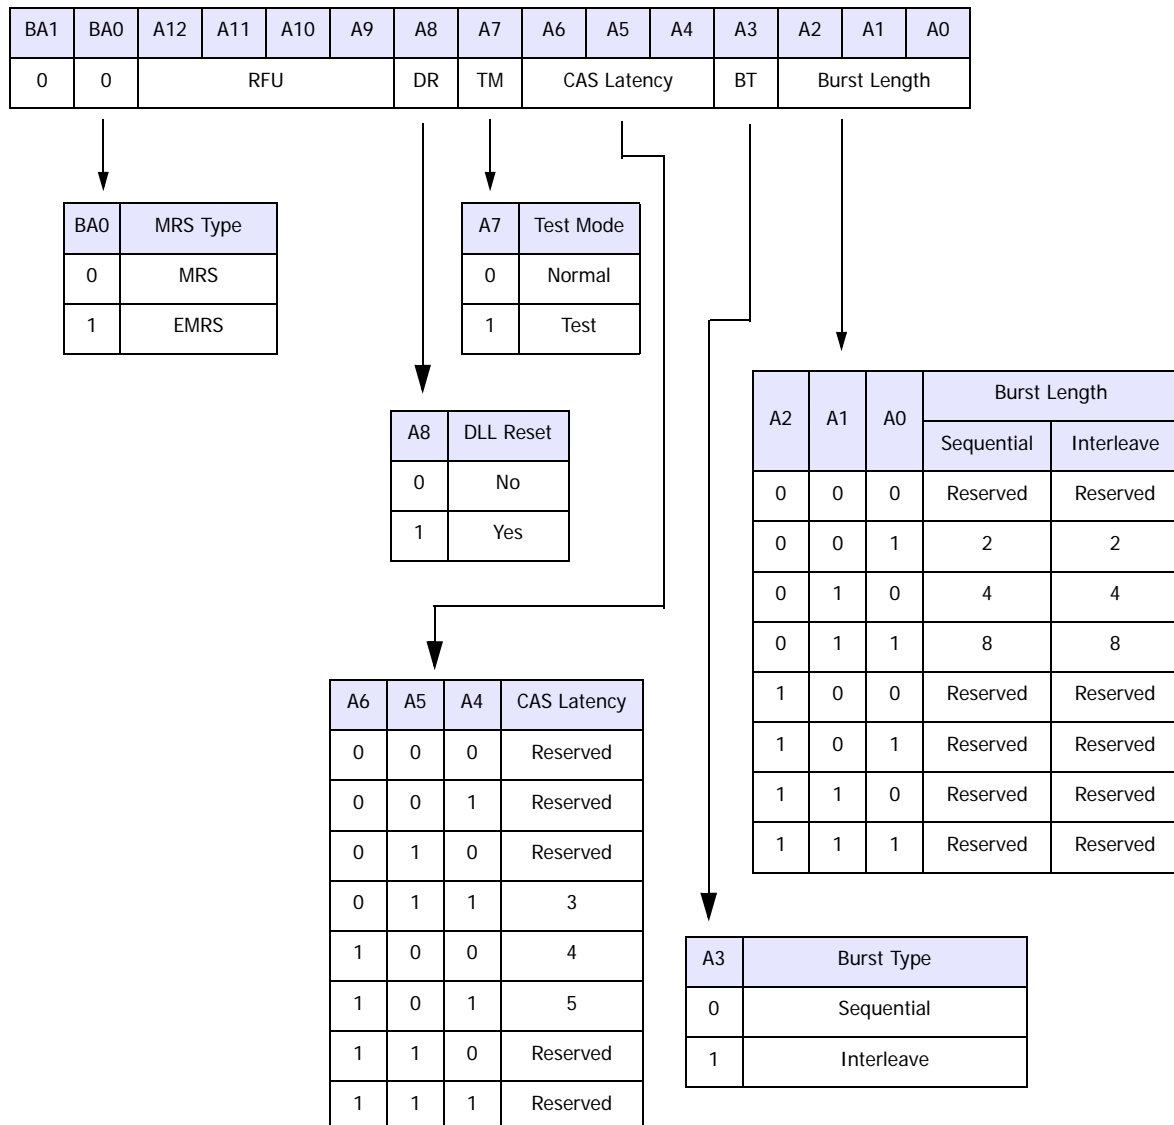 BA1 BA0 A12 A11 A10 A9 A8 A7 A6 A5 A4 A3 A2 A1 A0
0 0 RFU DR TM CAS Latency BT Burst Length
BA0 MRS Type
0 MRS
1 EMRS
A7 Test Mode
0 Normal
1 Test
A8 DLL Reset
0 No
1 Yes
A2 A1 A0 Burst Length
Sequential Interleave
0 0 0 Reserved Reserved
0 0 1 2 2
0 1 0 4 4
0 1 1 8 8
1 0 0 Reserved Reserved
1 0 1 Reserved Reserved
1 1 0 Reserved Reserved
1 1 1 Reserved Reserved
A6 A5 A4 CAS Latency
0 0 0 Reserved
0 0 1 Reserved
0 1 0 Reserved
0 1 1 3
1 0 0 4
1 0 1 5
1 1 0 Reserved
1 1 1 Reserved
A3 Burst Type
0 Sequential
1 Interleave